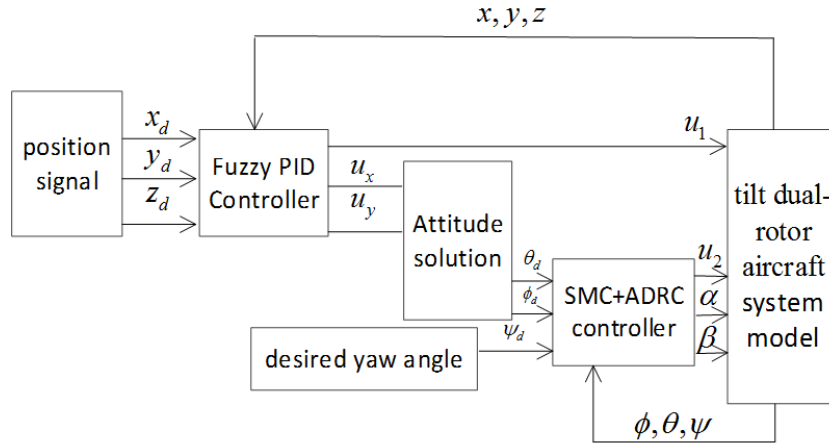 x, y, z
position
signal
x_d
y_d
z_d
Fuzzy PID
Controller
u_1
u_x
u_y
Attitude
solution
tilt dual-
rotor
aircraft
system
model
θ_d
ϕ_d
ψ_d
SMC+ADRC
controller
u_2
α
β
desired yaw angle
ϕ, θ, ψ